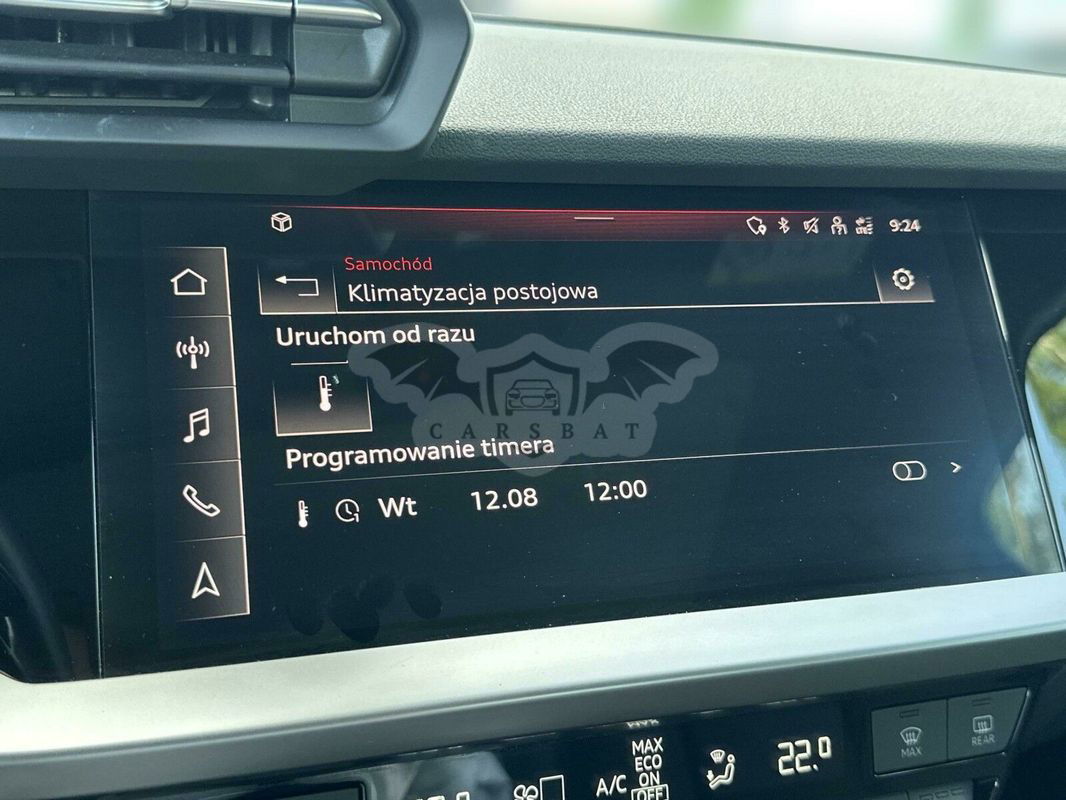 LTE 9:24
Samochód
Klimatyzacja postojowa
Uruchom od razu
CARSBAT
Programowanie timera
Wt 12.08 12:00
MAX
ECO
A/C ON
OFF
22.0
MAX
REAR